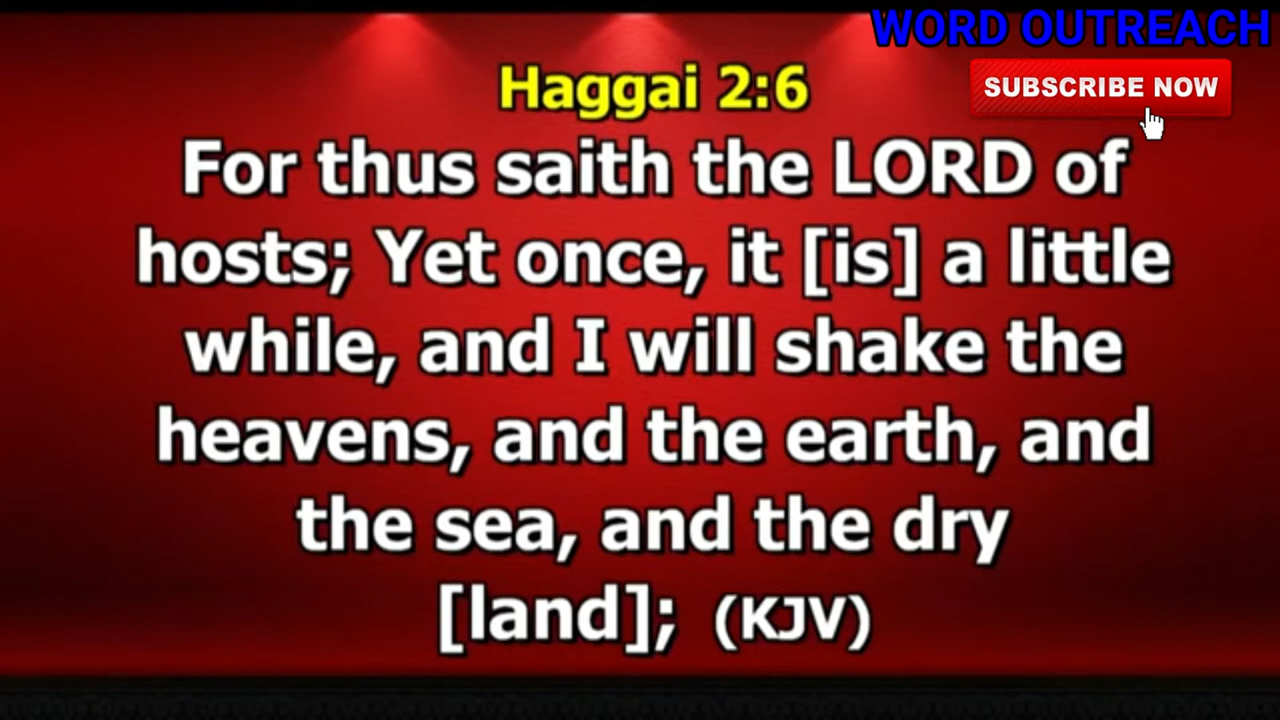 WORD OUTREACH
SUBSCRIBE NOW
Haggai 2:6
For thus saith the LORD of
hosts; Yet once, it [is] a little
while, and I will shake the
heavens, and the earth, and
the sea, and the dry
[land]; (KJV)